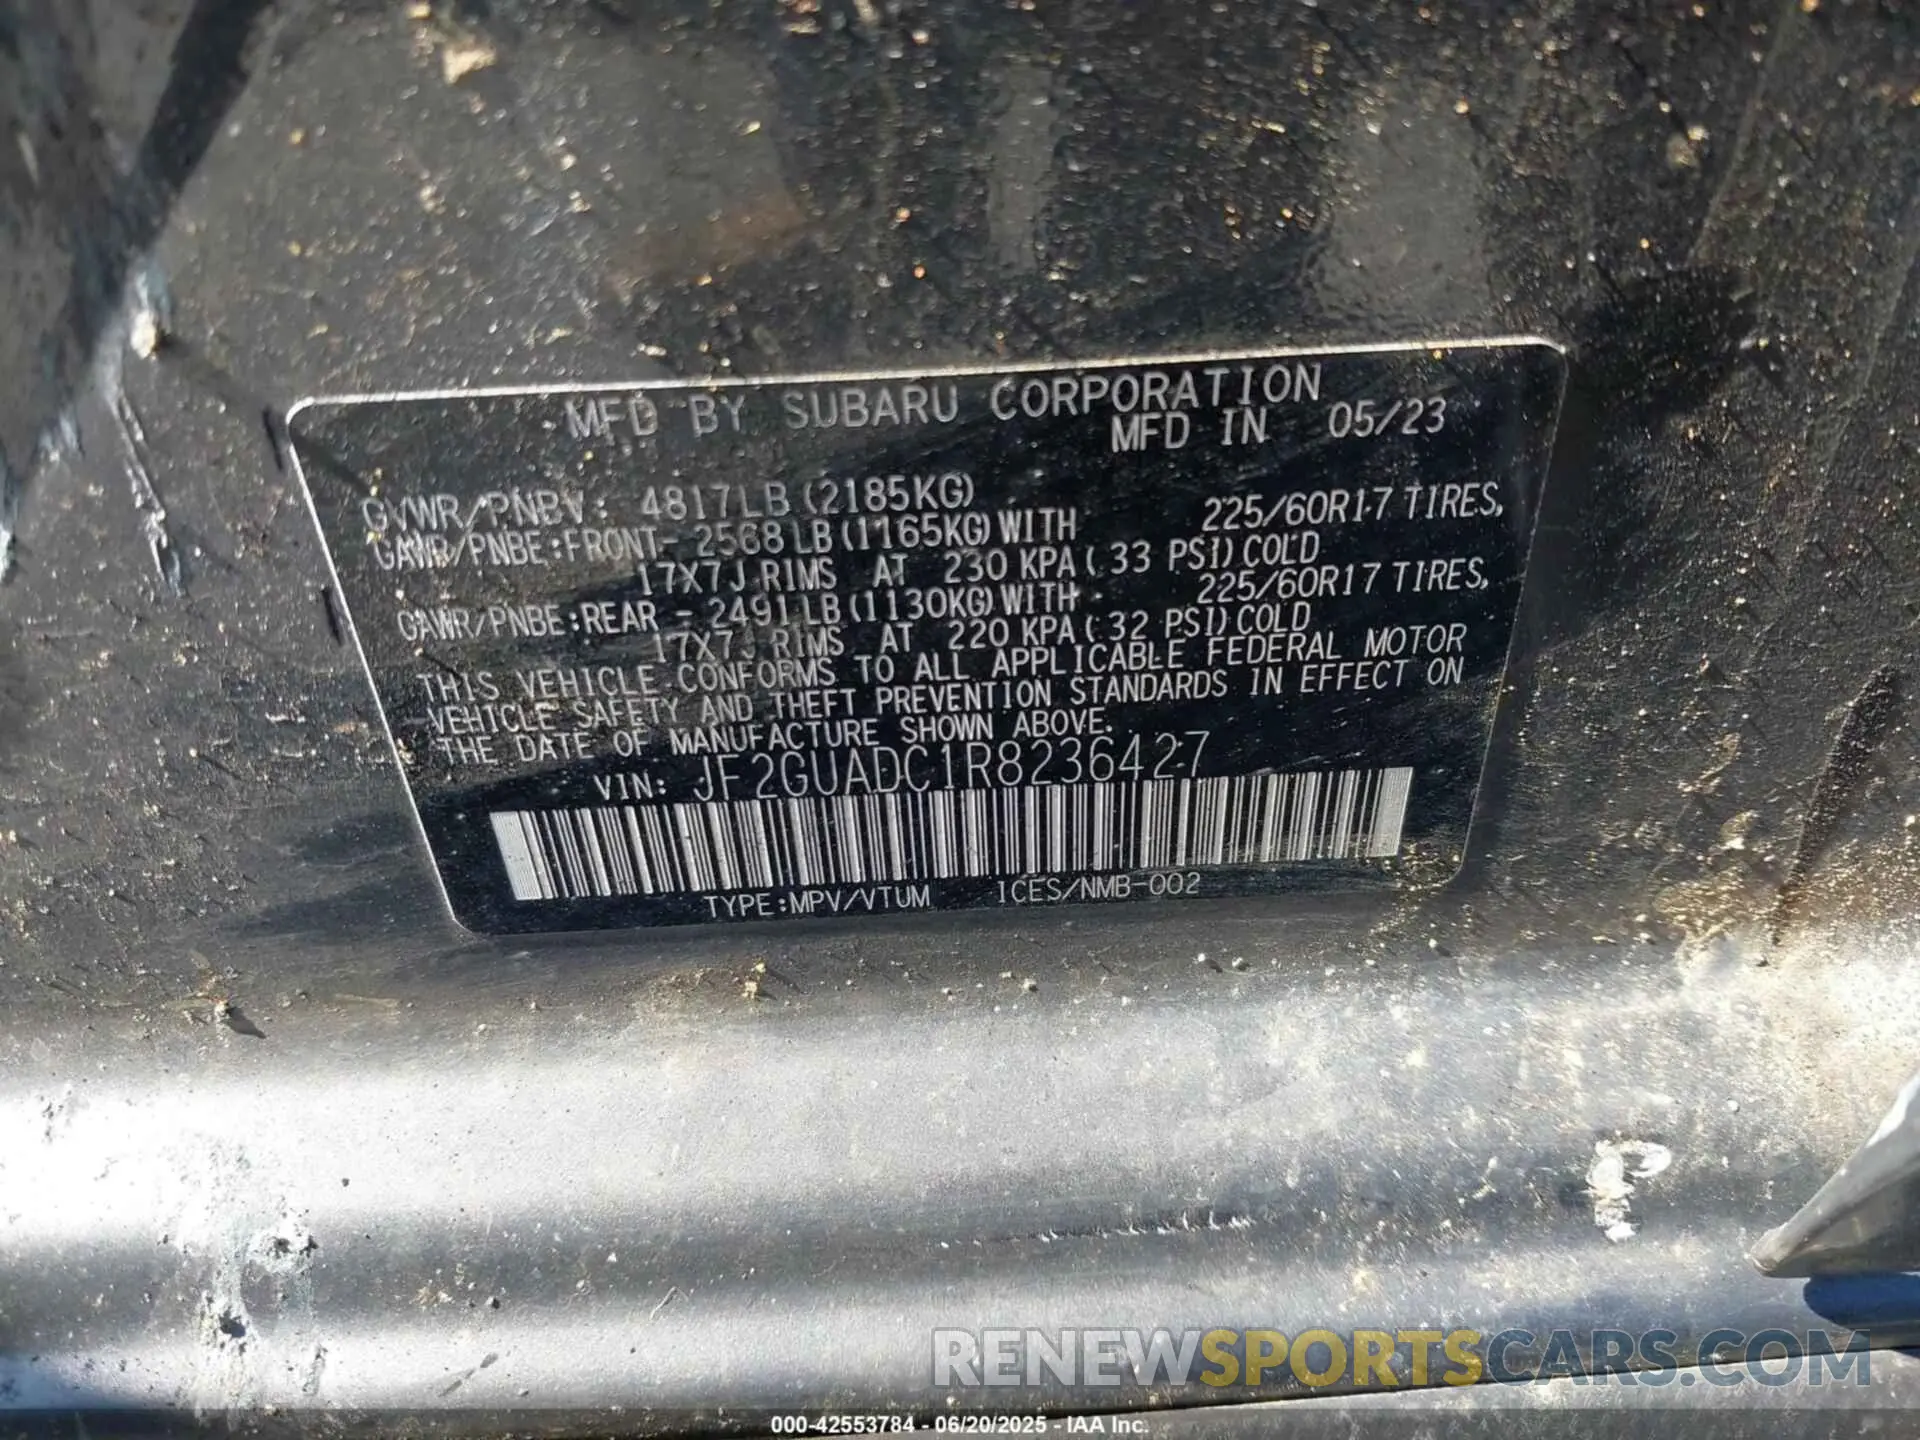 MFD BY SUBARU CORPORATION
MFD IN 05/23
GVWR/PNBV: 4817LB(2185KG)
GAWR/PNBE:FRONT- 2568LB(1165KG)WITH 225/60R17 TIRES,
17X7J RIMS AT 230 KPA( 33 PSI)COLD
GAWR/PNBE:REAR - 2491LB(1130KG)WITH 225/60R17 TIRES,
17X7J RIMS AT 220 KPA( 32 PSI)COLD
THIS VEHICLE CONFORMS TO ALL APPLICABLE FEDERAL MOTOR
VEHICLE SAFETY AND THEFT PREVENTION STANDARDS IN EFFECT ON
THE DATE OF MANUFACTURE SHOWN ABOVE.
VIN: JF2GUADC1R8236427
TYPE:MPV/VTUM ICES/NMB-002
RENEWSPORTSCARS.COM
000-42553784 - 06/20/2025 - IAA Inc.